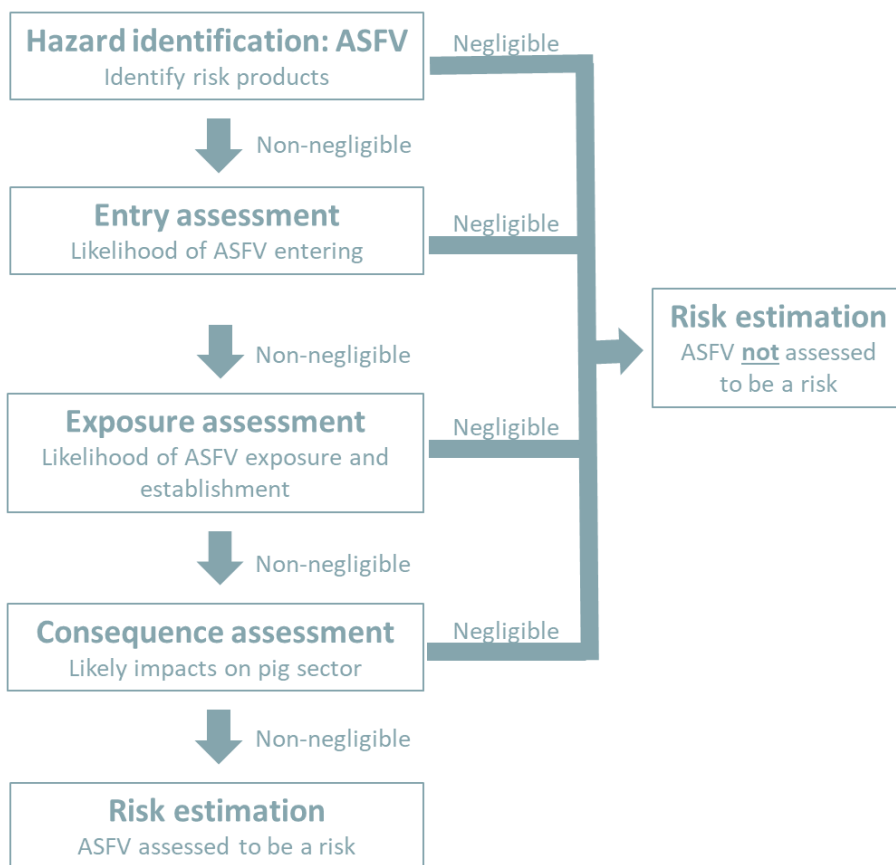 Hazard identification: ASFV
Identify risk products
Negligible
Non-negligible
Entry assessment
Likelihood of ASFV entering
Negligible
Non-negligible
Risk estimation
ASFV not assessed
to be a risk
Exposure assessment
Likelihood of ASFV exposure and
establishment
Negligible
Non-negligible
Consequence assessment
Likely impacts on pig sector
Negligible
Non-negligible
Risk estimation
ASFV assessed to be a risk